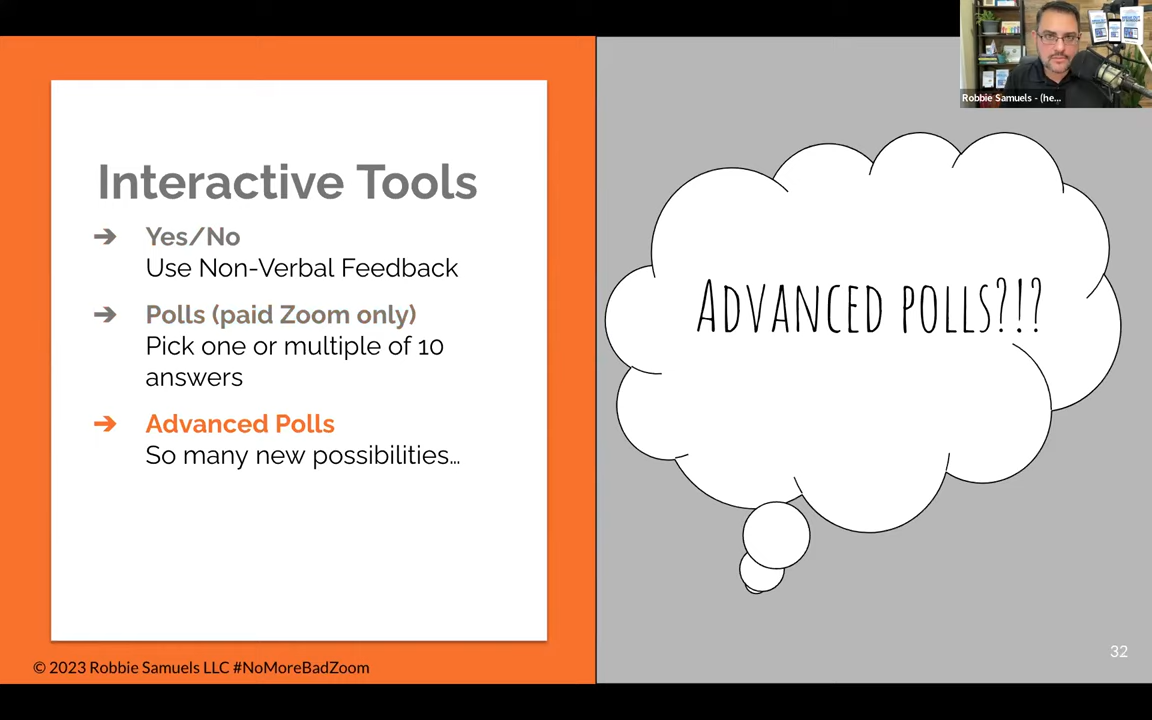 Robbie Samuels - (he...
Interactive Tools
➔ Yes/No
Use Non-Verbal Feedback
➔ Polls (paid Zoom only)
Pick one or multiple of 10
answers
➔ Advanced Polls
So many new possibilities…
Advanced polls?!?
© 2023 Robbie Samuels LLC #NoMoreBadZoom
32